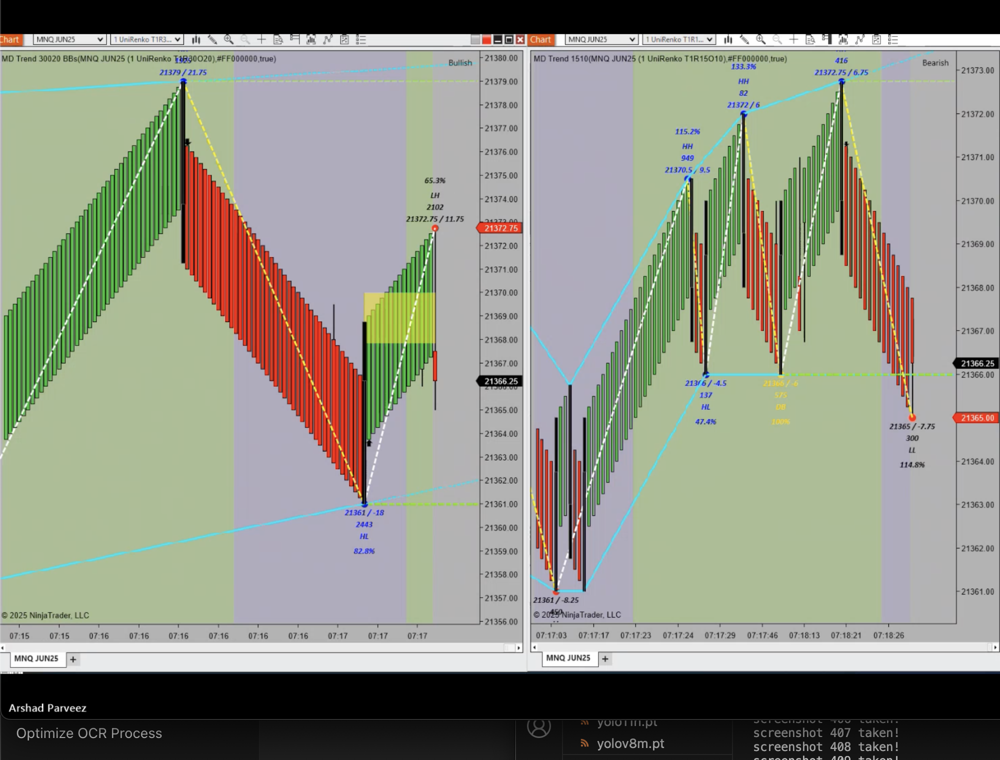 Chart
MNQ JUN25
1 UniRenko T1R3...
MD Trend 30020 BBs(MNQ JUN25 (1 UniRenko T1R30O20),#FF000000,true)
Bullish
21379 / 21.75
65.3%
LH
2102
21372.75 / 11.75
21361 / -18
2443
HL
82.8%
21380.00
21379.00
21378.00
21377.00
21376.00
21375.00
21374.00
21372.75
21372.00
21371.00
21370.00
21369.00
21368.00
21367.00
21366.25
21365.00
21364.00
21363.00
21362.00
21361.00
21360.00
21359.00
21358.00
21357.00
21356.00
© 2025 NinjaTrader, LLC
07:15 07:15 07:16 07:16 07:16 07:16 07:16 07:16 07:17 07:17 07:17
MNQ JUN25 +
Chart
MNQ JUN25
1 UniRenko T1R1...
MD Trend 1510(MNQ JUN25 (1 UniRenko T1R15O10),#FF000000,true)
Bearish
416
21372.75 / 6.75
133.3%
HH
82
21372 / 6
115.2%
HH
949
21370.5 / 9.5
21366 / -4.5
137
HL
47.4%
21366 / -6
575
DB
100%
21365 / -7.75
300
LL
114.8%
21361 / -8.25
21373.00
21372.00
21371.00
21370.00
21369.00
21368.00
21367.00
21366.25
21366.00
21365.00
21364.00
21363.00
21362.00
21361.00
© 2025 NinjaTrader, LLC
07:17:03 07:17:17 07:17:23 07:17:24 07:17:29 07:17:46 07:18:13 07:18:21 07:18:26
MNQ JUN25 +
Arshad Parveez
Optimize OCR Process
yolo11n.pt
yolov8m.pt
screenshot 406 taken!
screenshot 407 taken!
screenshot 408 taken!
screenshot 409 taken!